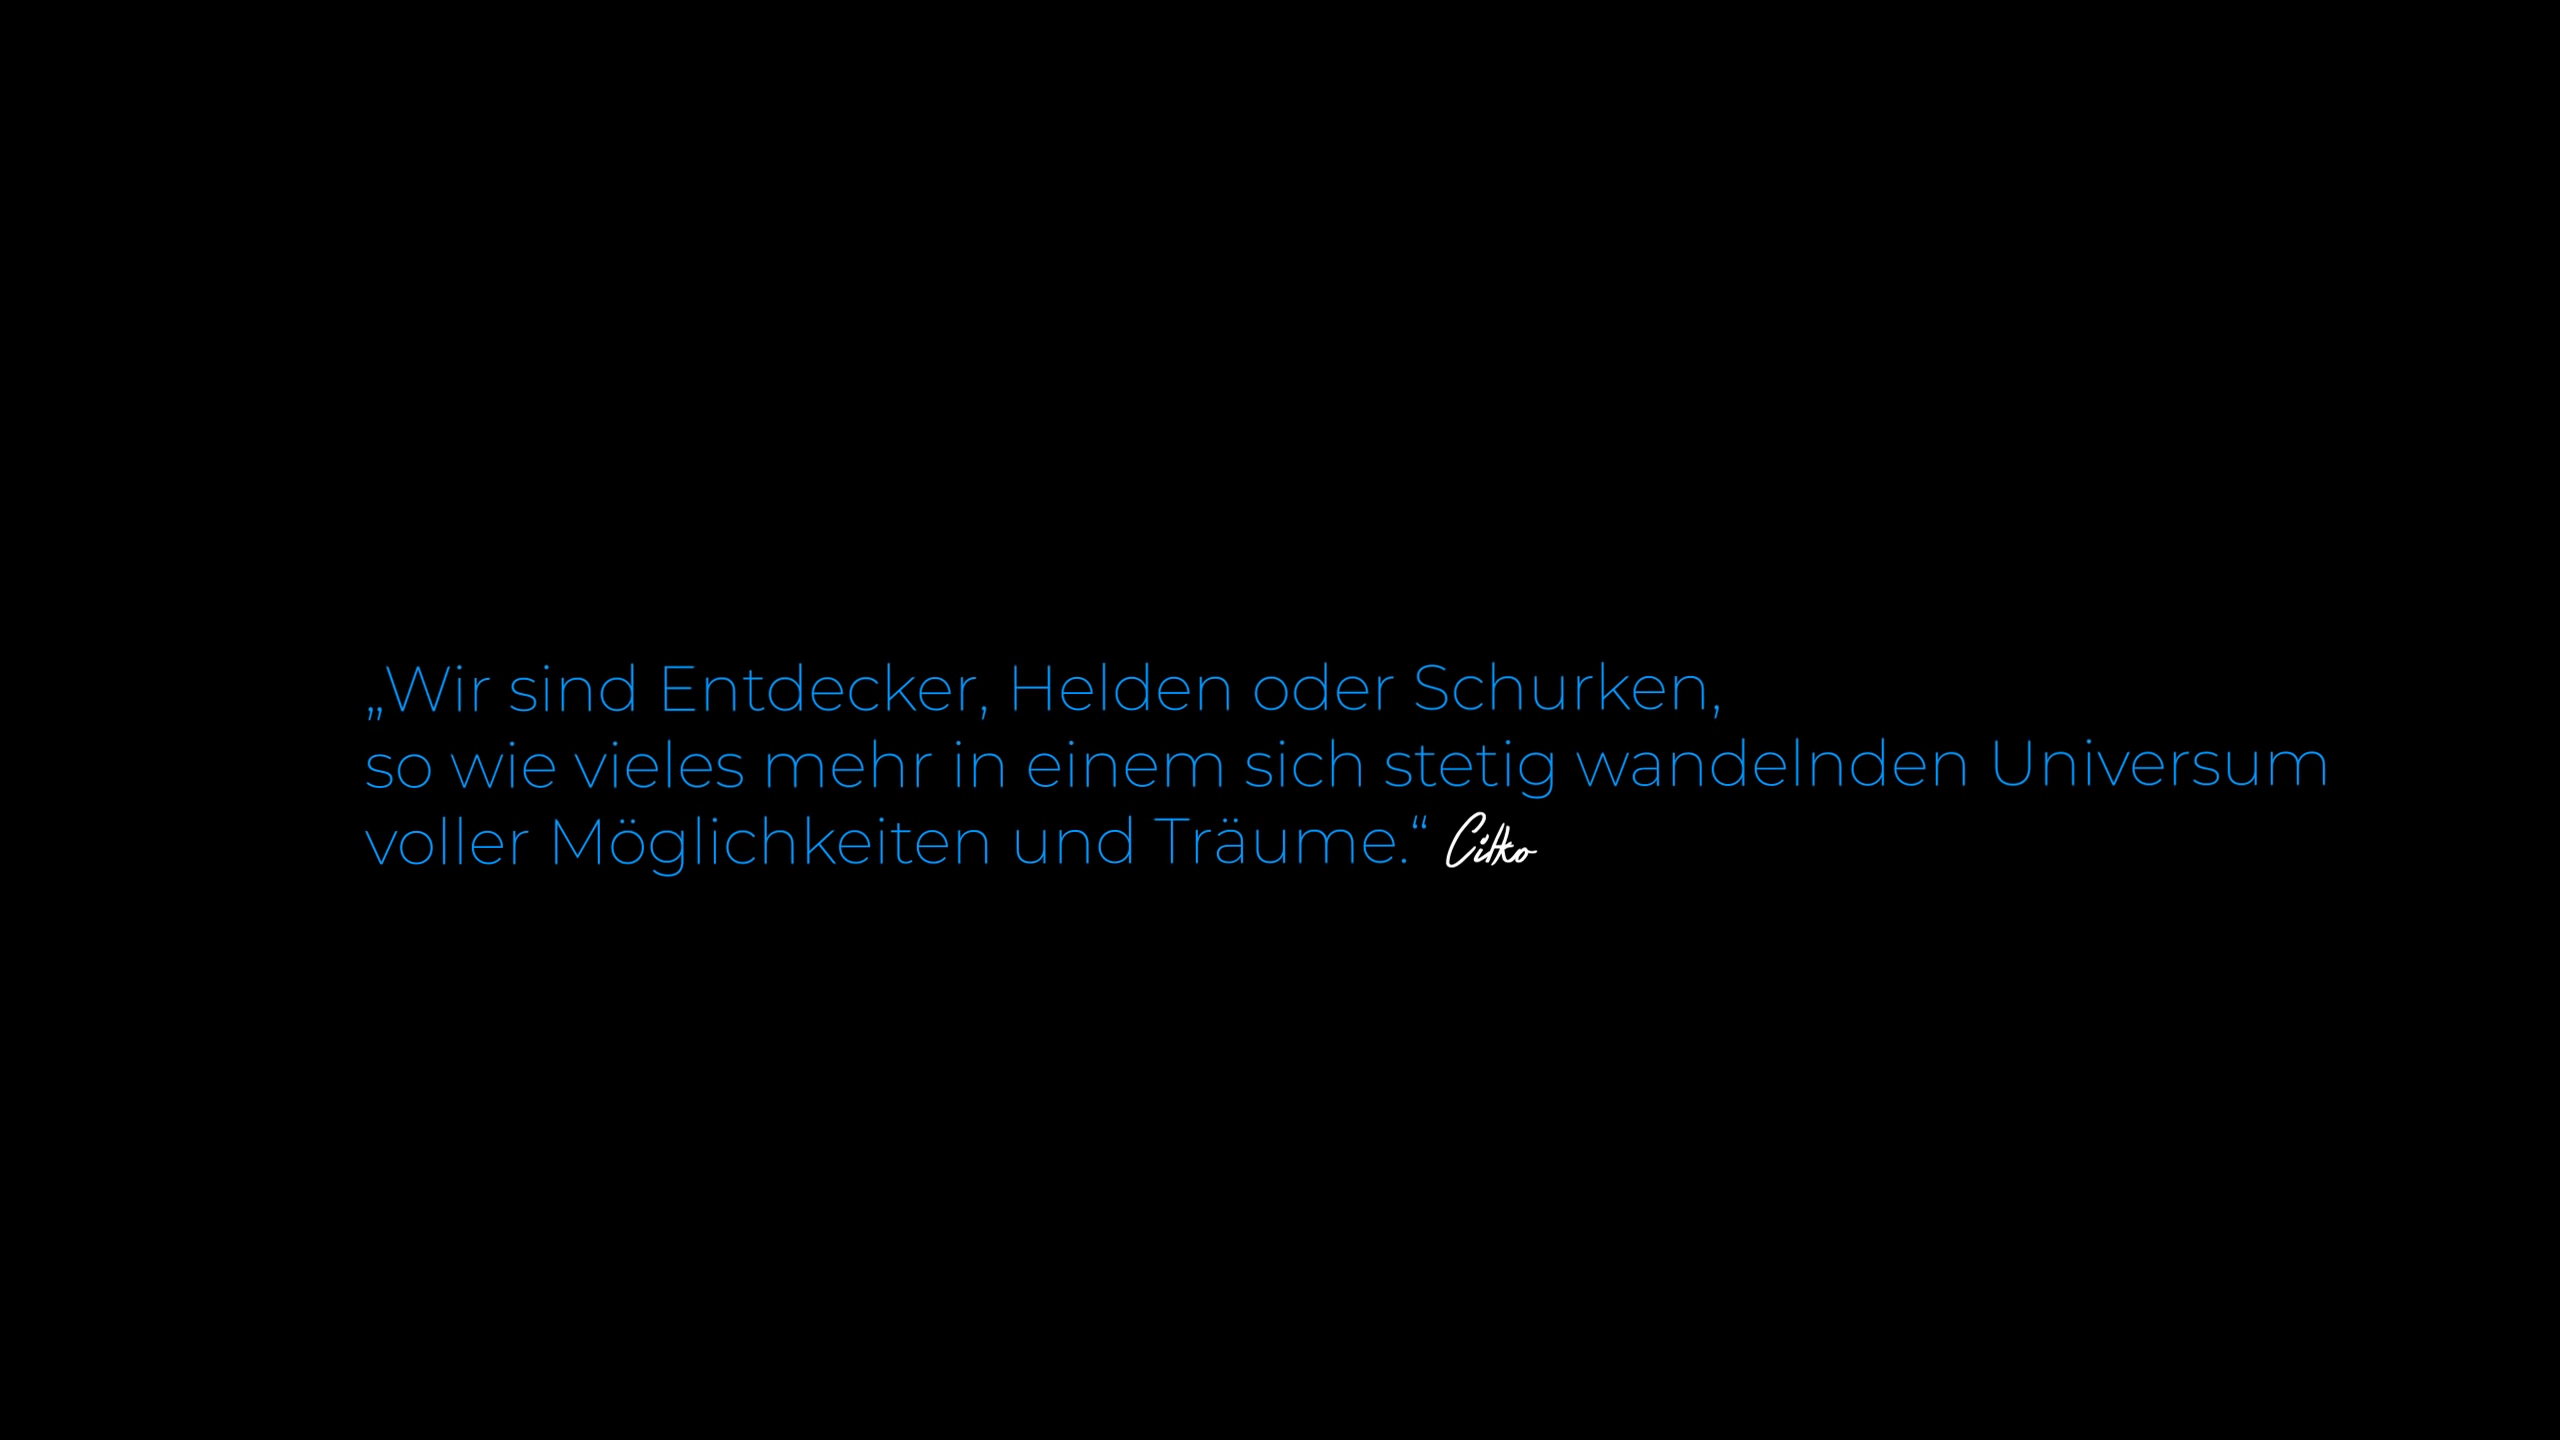 „Wir sind Entdecker, Helden oder Schurken,
so wie vieles mehr in einem sich stetig wandelnden Universum
voller Möglichkeiten und Träume.“